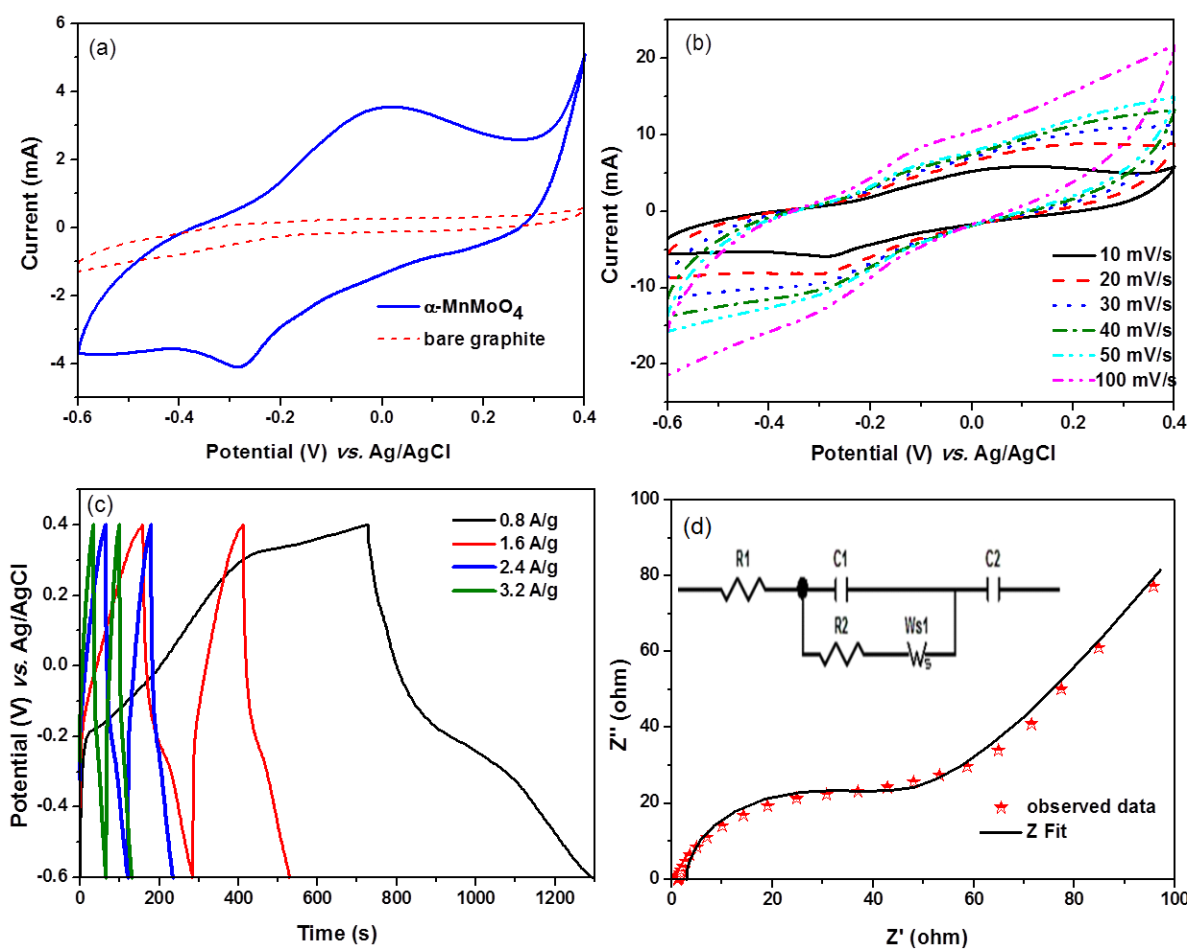 (a)
6
4
2
0
-2
-4
Current (mA)
α-MnMoO4
bare graphite
-0.6 -0.4 -0.2 0.0 0.2 0.4
Potential (V) vs. Ag/AgCl
(b)
20
10
0
-10
-20
Current (mA)
10 mV/s
20 mV/s
30 mV/s
40 mV/s
50 mV/s
100 mV/s
-0.6 -0.4 -0.2 0.0 0.2 0.4
Potential (V) vs. Ag/AgCl
(c)
0.4
0.2
0.0
-0.2
-0.4
-0.6
Potential (V) vs. Ag/AgCl
0.8 A/g
1.6 A/g
2.4 A/g
3.2 A/g
0 200 400 600 800 1000 1200
Time (s)
(d)
100
80
60
40
20
0
Z'' (ohm)
R1 C1 C2
R2 Ws1
s
observed data
Z Fit
0 20 40 60 80 100
Z' (ohm)